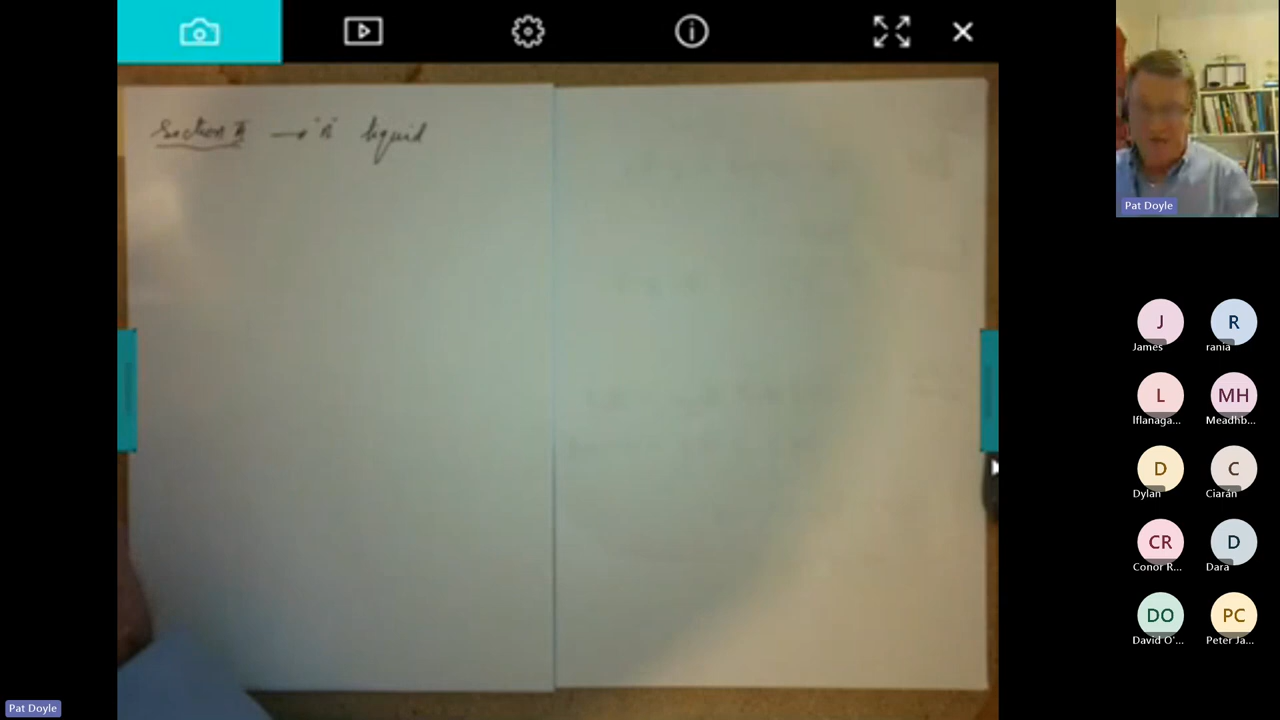 Section B → "A" liquid
Pat Doyle
J
R
James
rania
L
MH
lflanaga...
Meadhb...
D
C
Dylan
Ciarán
CR
D
Conor R...
Dara
DO
PC
David O'...
Peter Ja...
Pat Doyle